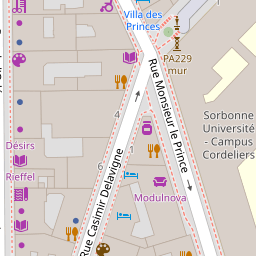 Villa des
Princes
PA229
mur
Rue Monsieur le Prince
Sorbonne
Université
- Campus
Cordeliers
4
Désirs
Rieffel
6
1
Modulnova
Rue Casimir Delavigne